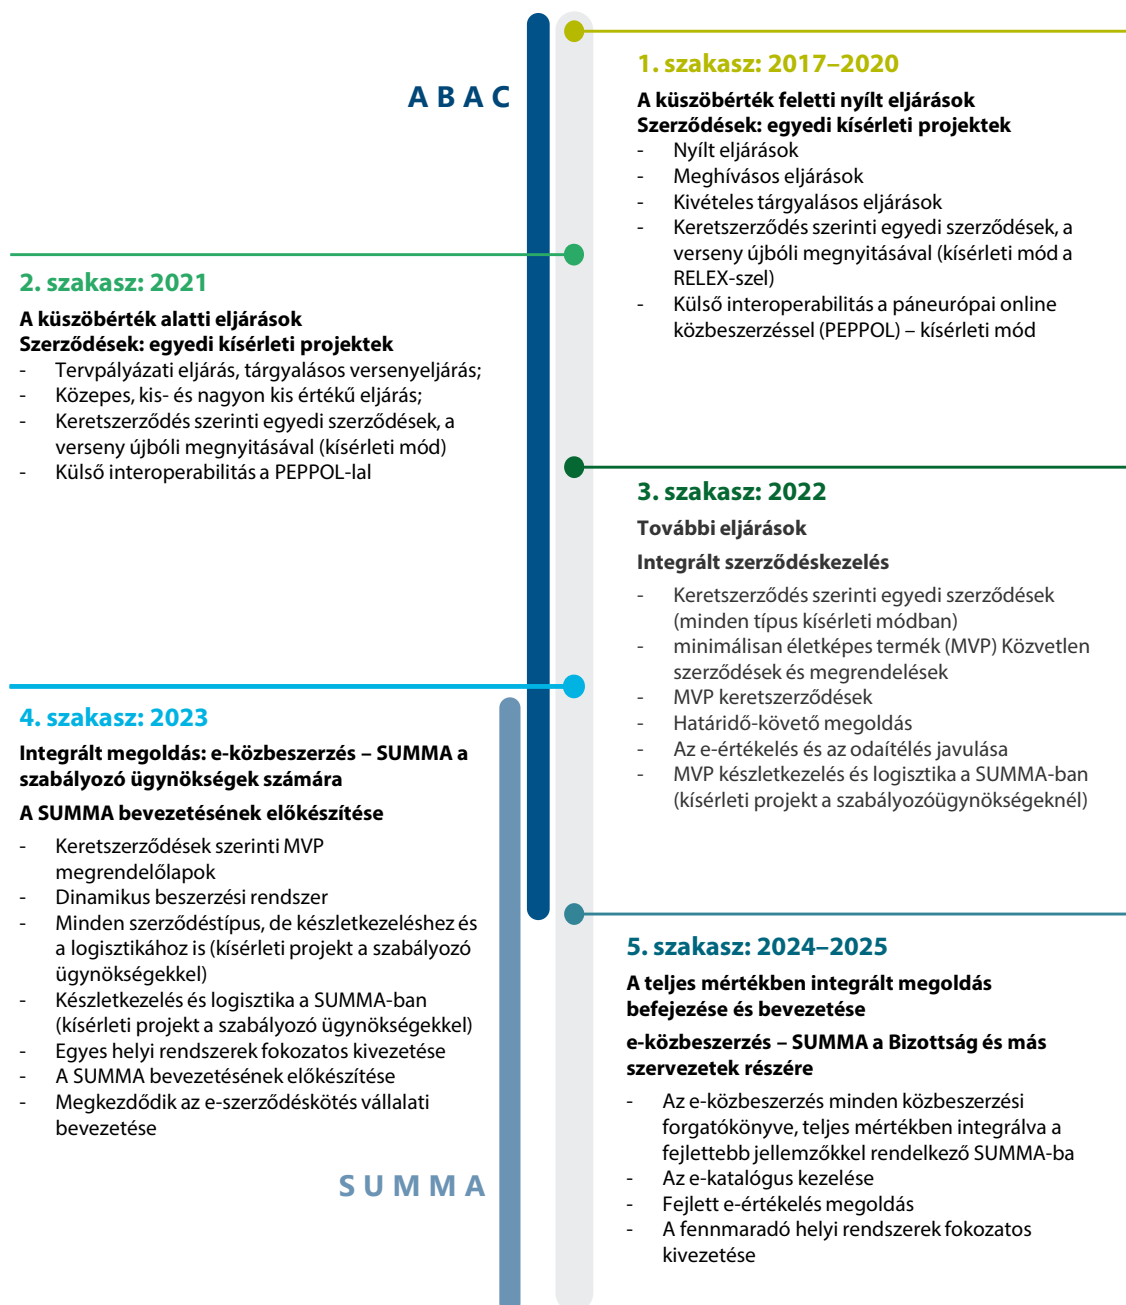 A B A C
1. szakasz: 2017–2020
A küszöbérték feletti nyílt eljárások
Szerződések: egyedi kísérleti projektek
- Nyílt eljárások
- Meghívásos eljárások
- Kivételes tárgyalásos eljárások
- Keretszerződés szerinti egyedi szerződések, a
verseny újbóli megnyitásával (kísérleti mód a
RELEX-szel)
- Külső interoperabilitás a páneurópai online
közbeszerzéssel (PEPPOL) – kísérleti mód
2. szakasz: 2021
A küszöbérték alatti eljárások
Szerződések: egyedi kísérleti projektek
- Tervpályázati eljárás, tárgyalásos versenyeljárás;
- Közepes, kis- és nagyon kis értékű eljárás;
- Keretszerződés szerinti egyedi szerződések, a
verseny újbóli megnyitásával (kísérleti mód)
- Külső interoperabilitás a PEPPOL-lal
3. szakasz: 2022
További eljárások
Integrált szerződéskezelés
- Keretszerződés szerinti egyedi szerződések
(minden típus kísérleti módban)
- minimálisan életképes termék (MVP) Közvetlen
szerződések és megrendelések
- MVP keretszerződések
- Határidő-követő megoldás
- Az e-értékelés és az odaítélés javulása
- MVP készletkezelés és logisztika a SUMMA-ban
(kísérleti projekt a szabályozóügynökségeknél)
4. szakasz: 2023
Integrált megoldás: e-közbeszerzés – SUMMA a
szabályozó ügynökségek számára
A SUMMA bevezetésének előkészítése
- Keretszerződések szerinti MVP
megrendelőlapok
- Dinamikus beszerzési rendszer
- Minden szerződéstípus, de készletkezeléshez és
a logisztikához is (kísérleti projekt a szabályozó
ügynökségekkel)
- Készletkezelés és logisztika a SUMMA-ban
(kísérleti projekt a szabályozó ügynökségekkel)
- Egyes helyi rendszerek fokozatos kivezetése
- A SUMMA bevezetésének előkészítése
- Megkezdődik az e-szerződéskötés vállalati
bevezetése
S U M M A
5. szakasz: 2024–2025
A teljes mértékben integrált megoldás
befejezése és bevezetése
e-közbeszerzés – SUMMA a Bizottság és más
szervezetek részére
- Az e-közbeszerzés minden közbeszerzési
forgatókönyve, teljes mértékben integrálva a
fejlettebb jellemzőkkel rendelkező SUMMA-ba
- Az e-katalógus kezelése
- Fejlett e-értékelés megoldás
- A fennmaradó helyi rendszerek fokozatos
kivezetése